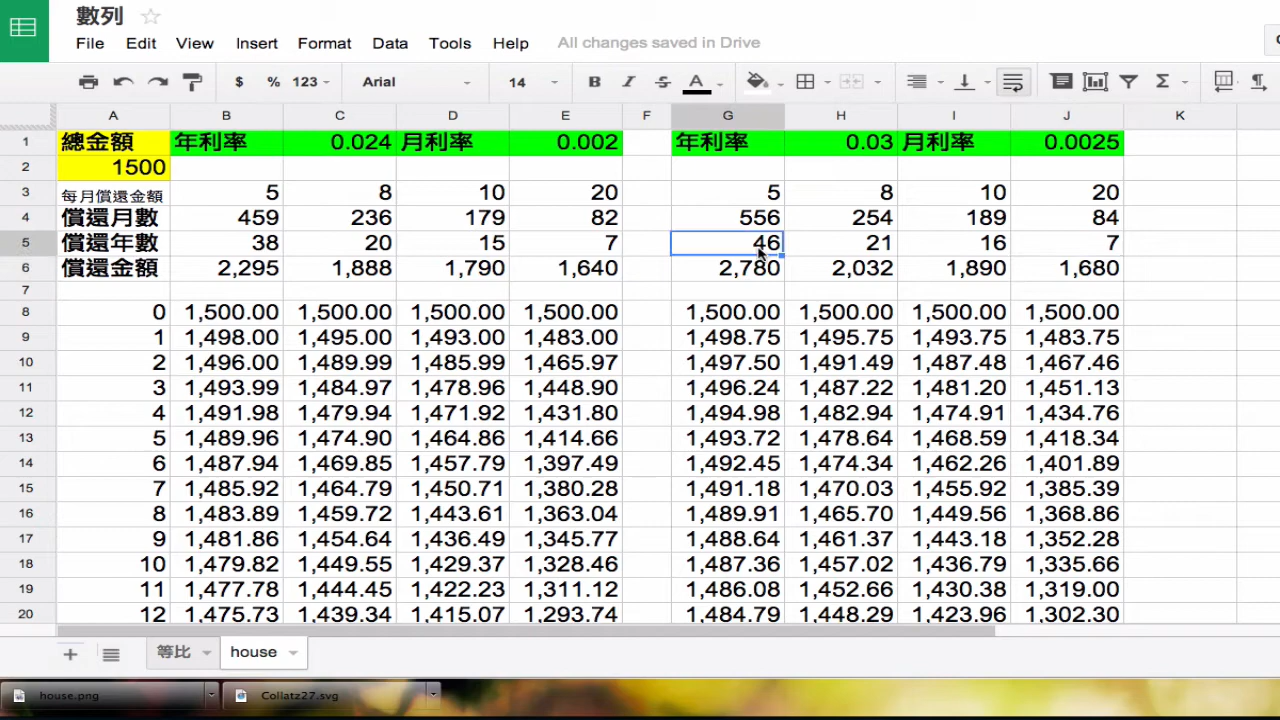 數列
File Edit View Insert Format Data Tools Help All changes saved in Drive
$ % 123 Arial 14 B I S A Σ
A B C D E F G H I J K
1 總金額 年利率 0.024 月利率 0.002 年利率 0.03 月利率 0.0025
2 1500
3 每月償還金額 5 8 10 20 5 8 10 20
4 償還月數 459 236 179 82 556 254 189 84
5 償還年數 38 20 15 7 46 21 16 7
6 償還金額 2,295 1,888 1,790 1,640 2,780 2,032 1,890 1,680
7
8 0 1,500.00 1,500.00 1,500.00 1,500.00 1,500.00 1,500.00 1,500.00 1,500.00
9 1 1,498.00 1,495.00 1,493.00 1,483.00 1,498.75 1,495.75 1,493.75 1,483.75
10 2 1,496.00 1,489.99 1,485.99 1,465.97 1,497.50 1,491.49 1,487.48 1,467.46
11 3 1,493.99 1,484.97 1,478.96 1,448.90 1,496.24 1,487.22 1,481.20 1,451.13
12 4 1,491.98 1,479.94 1,471.92 1,431.80 1,494.98 1,482.94 1,474.91 1,434.76
13 5 1,489.96 1,474.90 1,464.86 1,414.66 1,493.72 1,478.64 1,468.59 1,418.34
14 6 1,487.94 1,469.85 1,457.79 1,397.49 1,492.45 1,474.34 1,462.26 1,401.89
15 7 1,485.92 1,464.79 1,450.71 1,380.28 1,491.18 1,470.03 1,455.92 1,385.39
16 8 1,483.89 1,459.72 1,443.61 1,363.04 1,489.91 1,465.70 1,449.56 1,368.86
17 9 1,481.86 1,454.64 1,436.49 1,345.77 1,488.64 1,461.37 1,443.18 1,352.28
18 10 1,479.82 1,449.55 1,429.37 1,328.46 1,487.36 1,457.02 1,436.79 1,335.66
19 11 1,477.78 1,444.45 1,422.23 1,311.12 1,486.08 1,452.66 1,430.38 1,319.00
20 12 1,475.73 1,439.34 1,415.07 1,293.74 1,484.79 1,448.29 1,423.96 1,302.30
等比 house
house.png Collatz27.svg